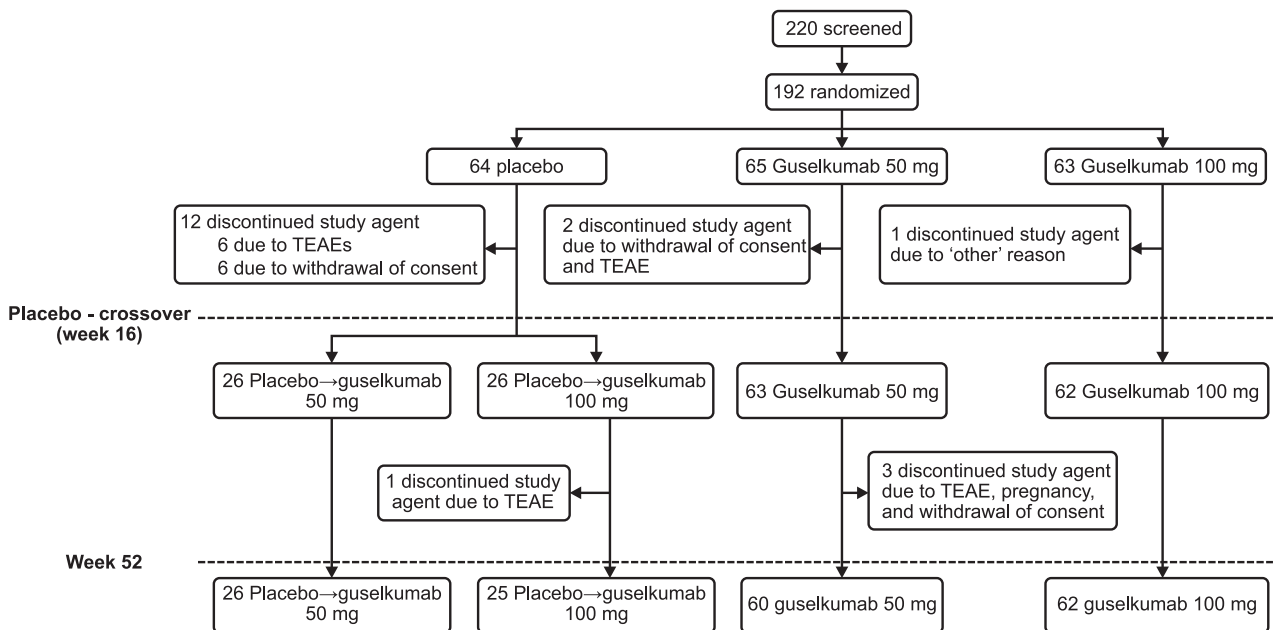 220 screened
192 randomized
64 placebo
65 Guselkumab 50 mg
63 Guselkumab 100 mg
12 discontinued study agent
6 due to TEAEs
6 due to withdrawal of consent
2 discontinued study agent
due to withdrawal of consent
and TEAE
1 discontinued study agent
due to ‘other’ reason
Placebo - crossover
(week 16)
26 Placebo→guselkumab
50 mg
26 Placebo→guselkumab
100 mg
63 Guselkumab 50 mg
62 Guselkumab 100 mg
1 discontinued study
agent due to TEAE
3 discontinued study agent
due to TEAE, pregnancy,
and withdrawal of consent
Week 52
26 Placebo→guselkumab
50 mg
25 Placebo→guselkumab
100 mg
60 guselkumab 50 mg
62 guselkumab 100 mg